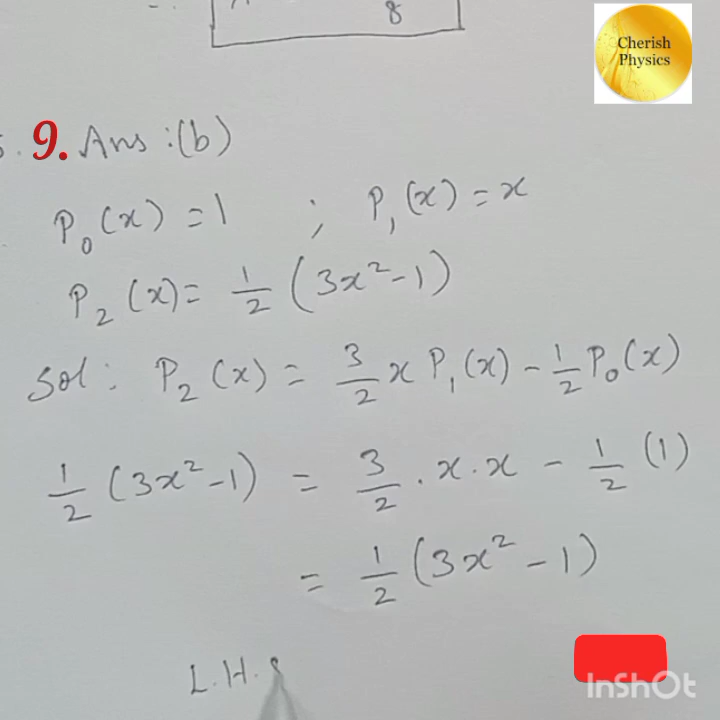 8
Cherish
Physics
9. Ans :(b)
P₀(x) = 1 ; P₁(x) = x
P₂(x) = 1/2 (3x² - 1)
Sol: P₂(x) = 3/2 x P₁(x) - 1/2 P₀(x)
1/2 (3x² - 1) = 3/2 . x . x - 1/2 (1)
= 1/2 (3x² - 1)
L.H.
InShOt